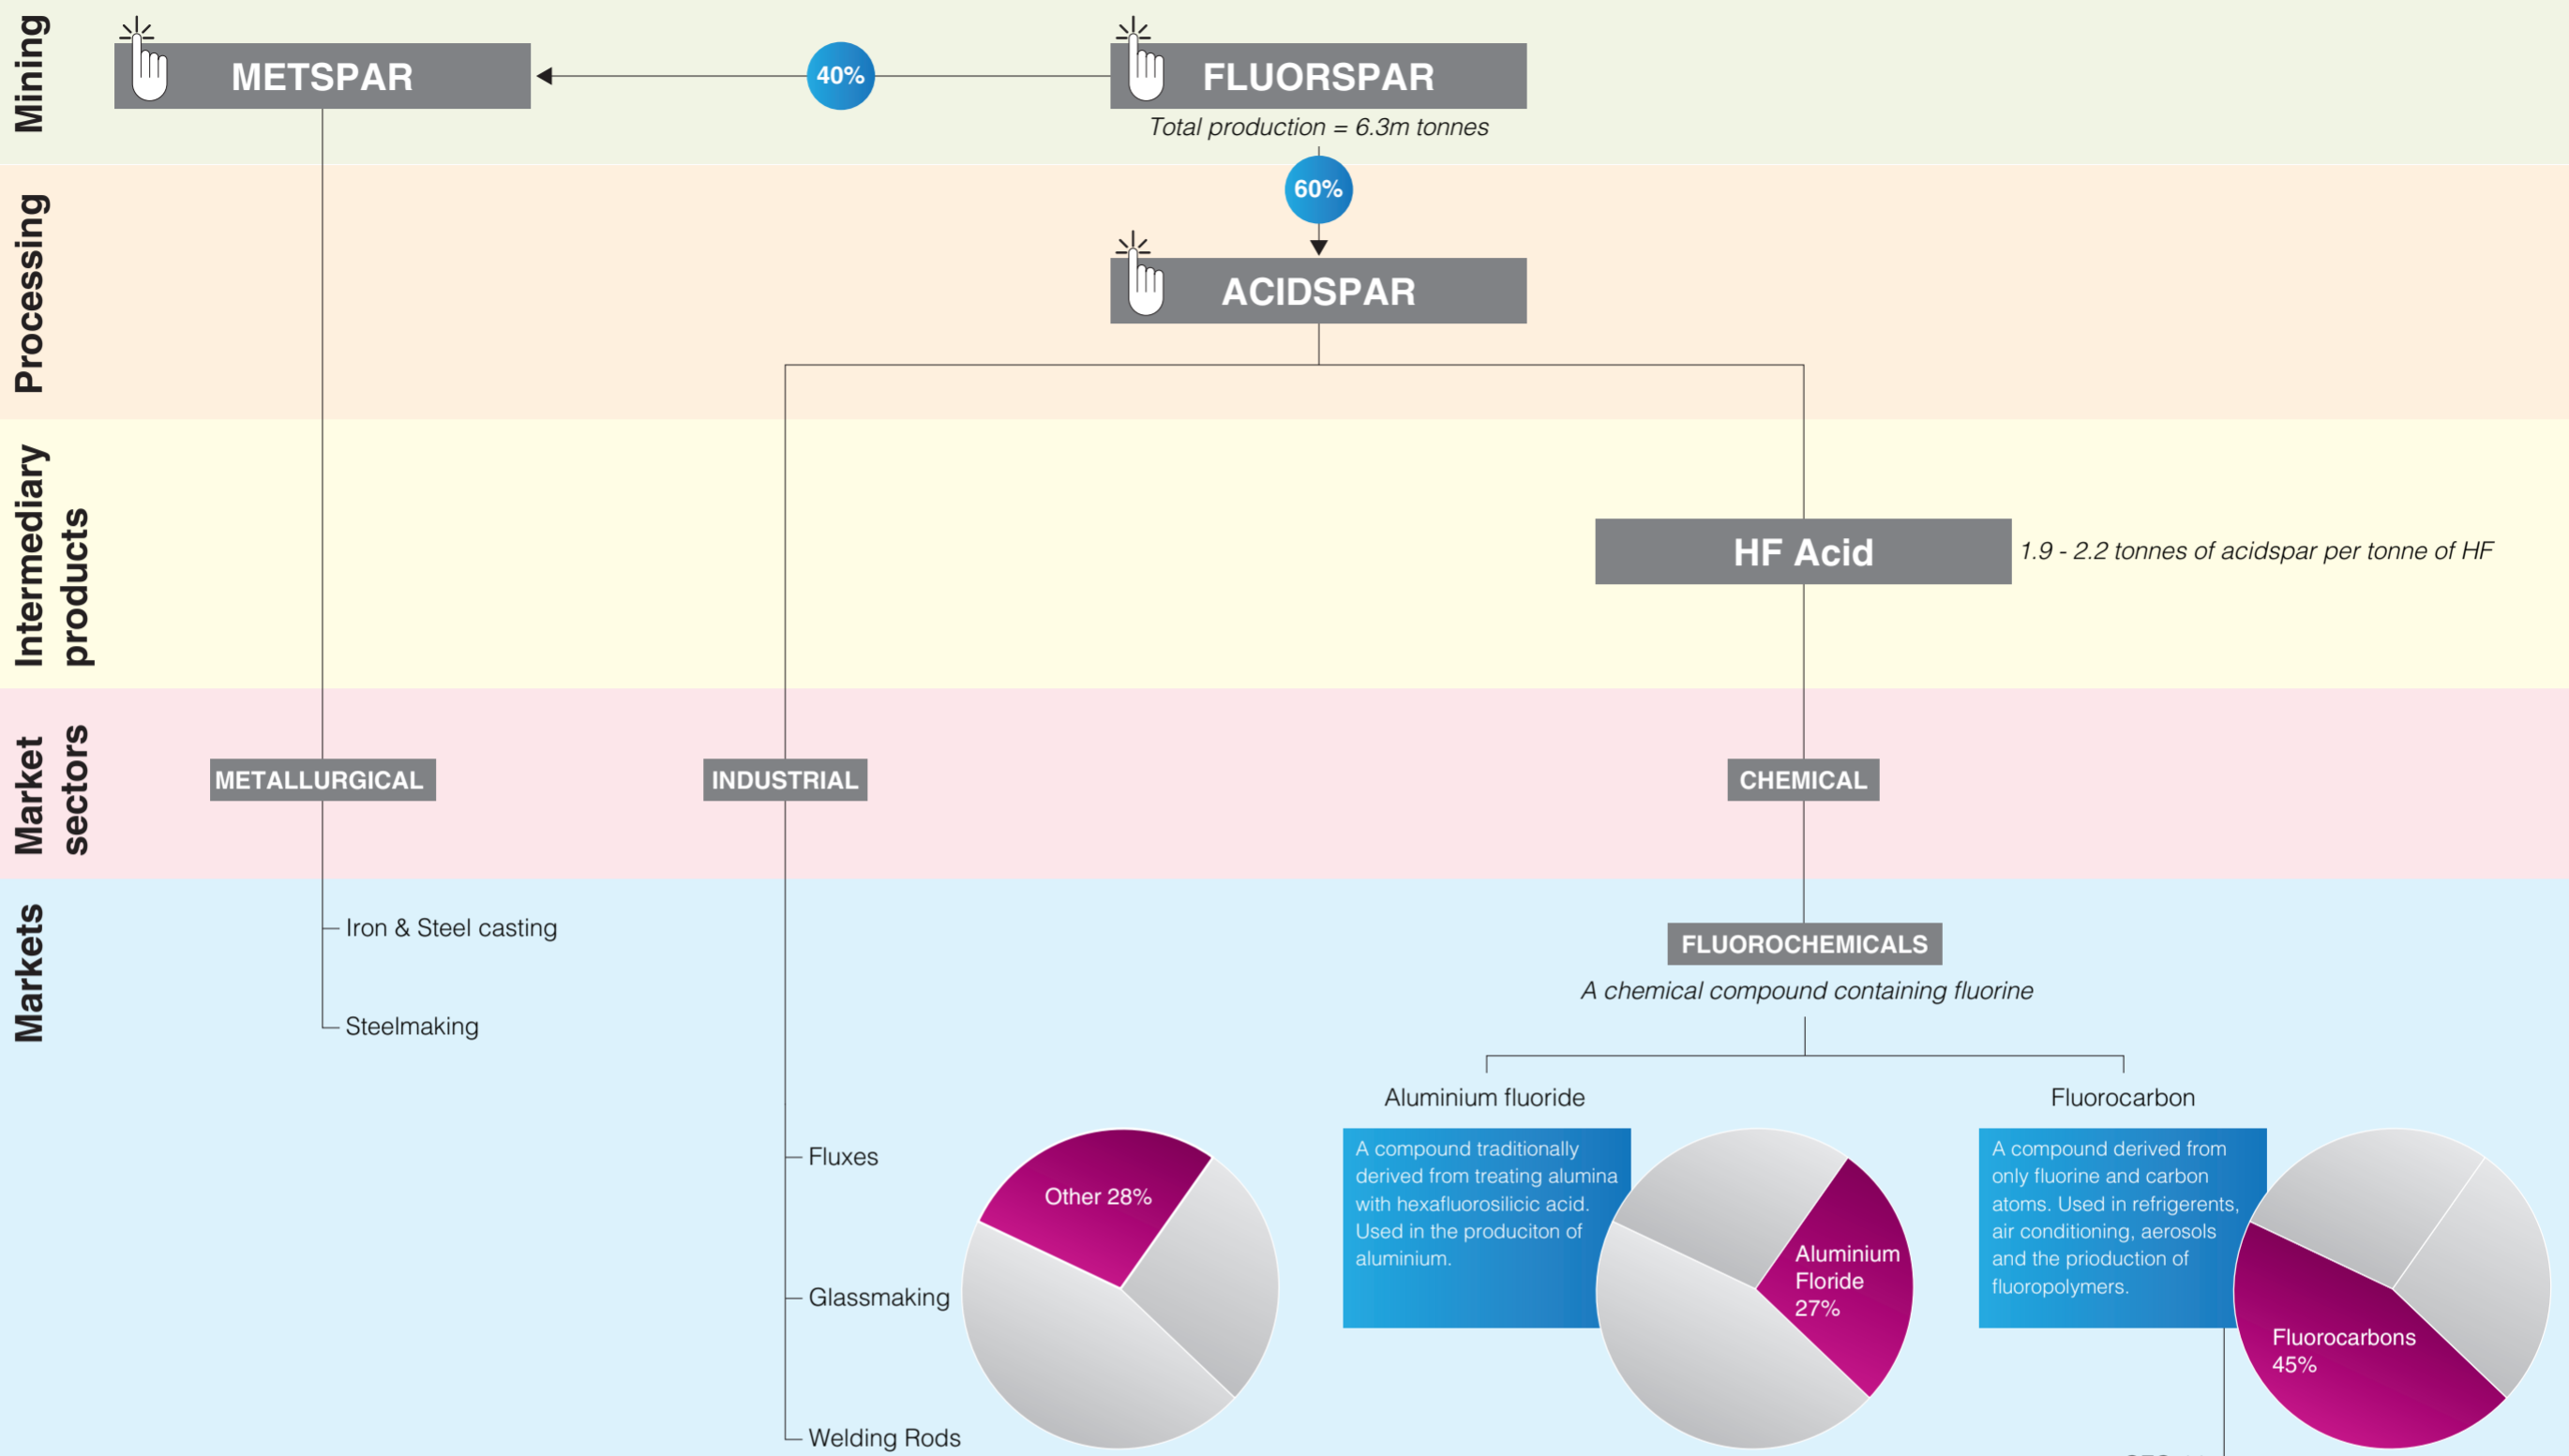 Mining
METSPAR
40%
FLUORSPAR
Total production = 6.3m tonnes
Processing
60%
ACIDSPAR
Intermediary
products
HF Acid
1.9 - 2.2 tonnes of acidspar per tonne of HF
Market
sectors
METALLURGICAL
INDUSTRIAL
CHEMICAL
Markets
Iron & Steel casting
Steelmaking
Fluxes
Glassmaking
Welding Rods
Other 28%
FLUOROCHEMICALS
A chemical compound containing fluorine
Aluminium fluoride
A compound traditionally
derived from treating alumina
with hexafluorosilicic acid.
Used in the produciton of
aluminium.
Aluminium
Floride
27%
Fluorocarbon
A compound derived from
only fluorine and carbon
atoms. Used in refrigerents,
air conditioning, aerosols
and the prioduction of
fluoropolymers.
Fluorocarbons
45%